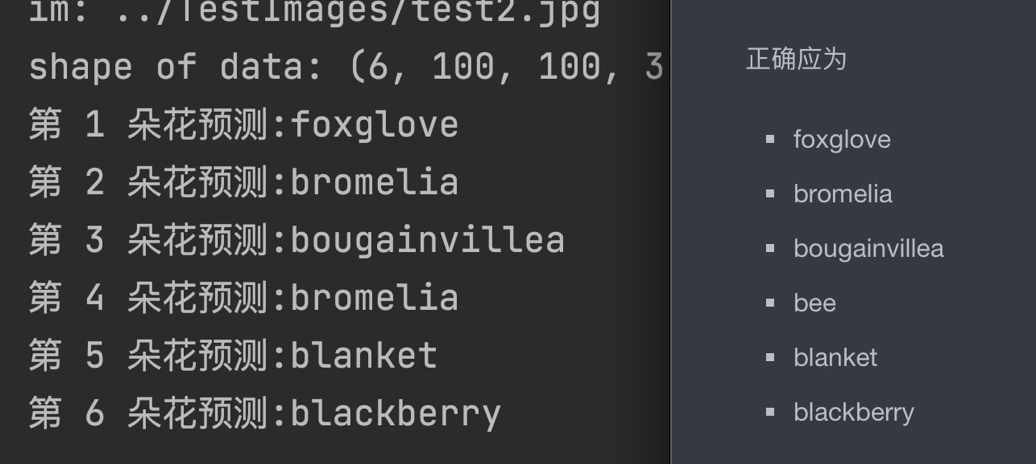 im: ../TestImages/test2.jpg
shape of data: (6, 100, 100, 3
第 1 朵花预测:foxglove
第 2 朵花预测:bromelia
第 3 朵花预测:bougainvillea
第 4 朵花预测:bromelia
第 5 朵花预测:blanket
第 6 朵花预测:blackberry
正确应为
▪ foxglove
▪ bromelia
▪ bougainvillea
▪ bee
▪ blanket
▪ blackberry